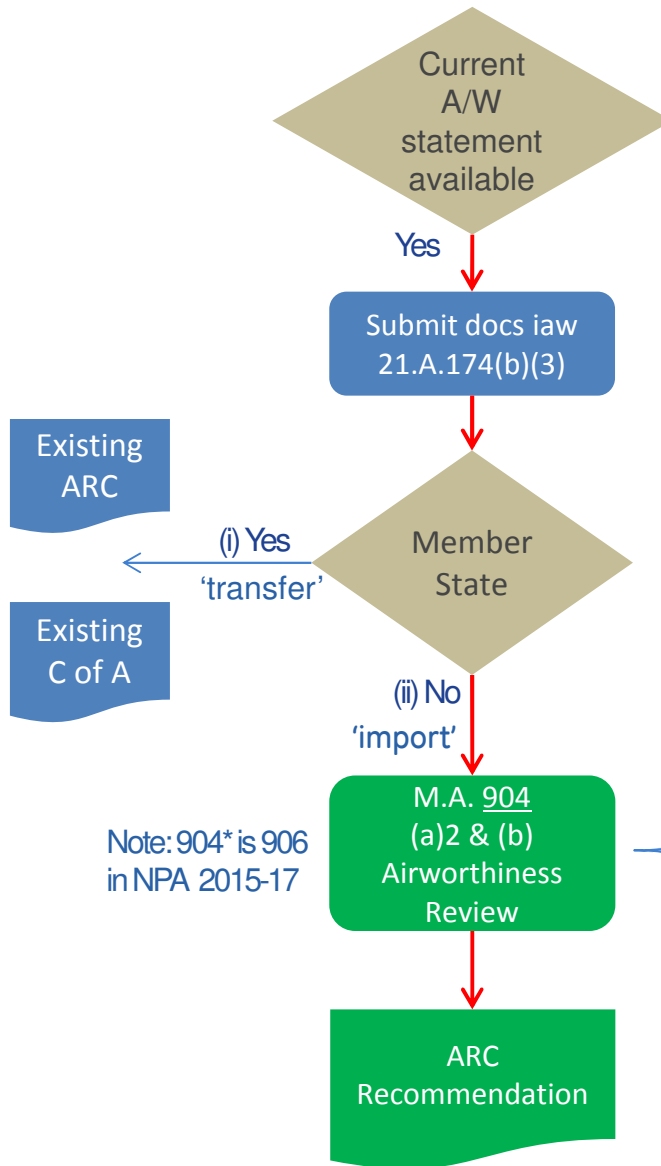 Current
A/W
statement
available
Yes
Submit docs iaw
21.A.174(b)(3)
Existing
ARC
(i) Yes
'transfer'
Member
State
Existing
C of A
(ii) No
'import'
Note: 904* is 906
in NPA 2015-17
M.A. 904
(a)2 & (b)
Airworthiness
Review
ARC
Recommendation